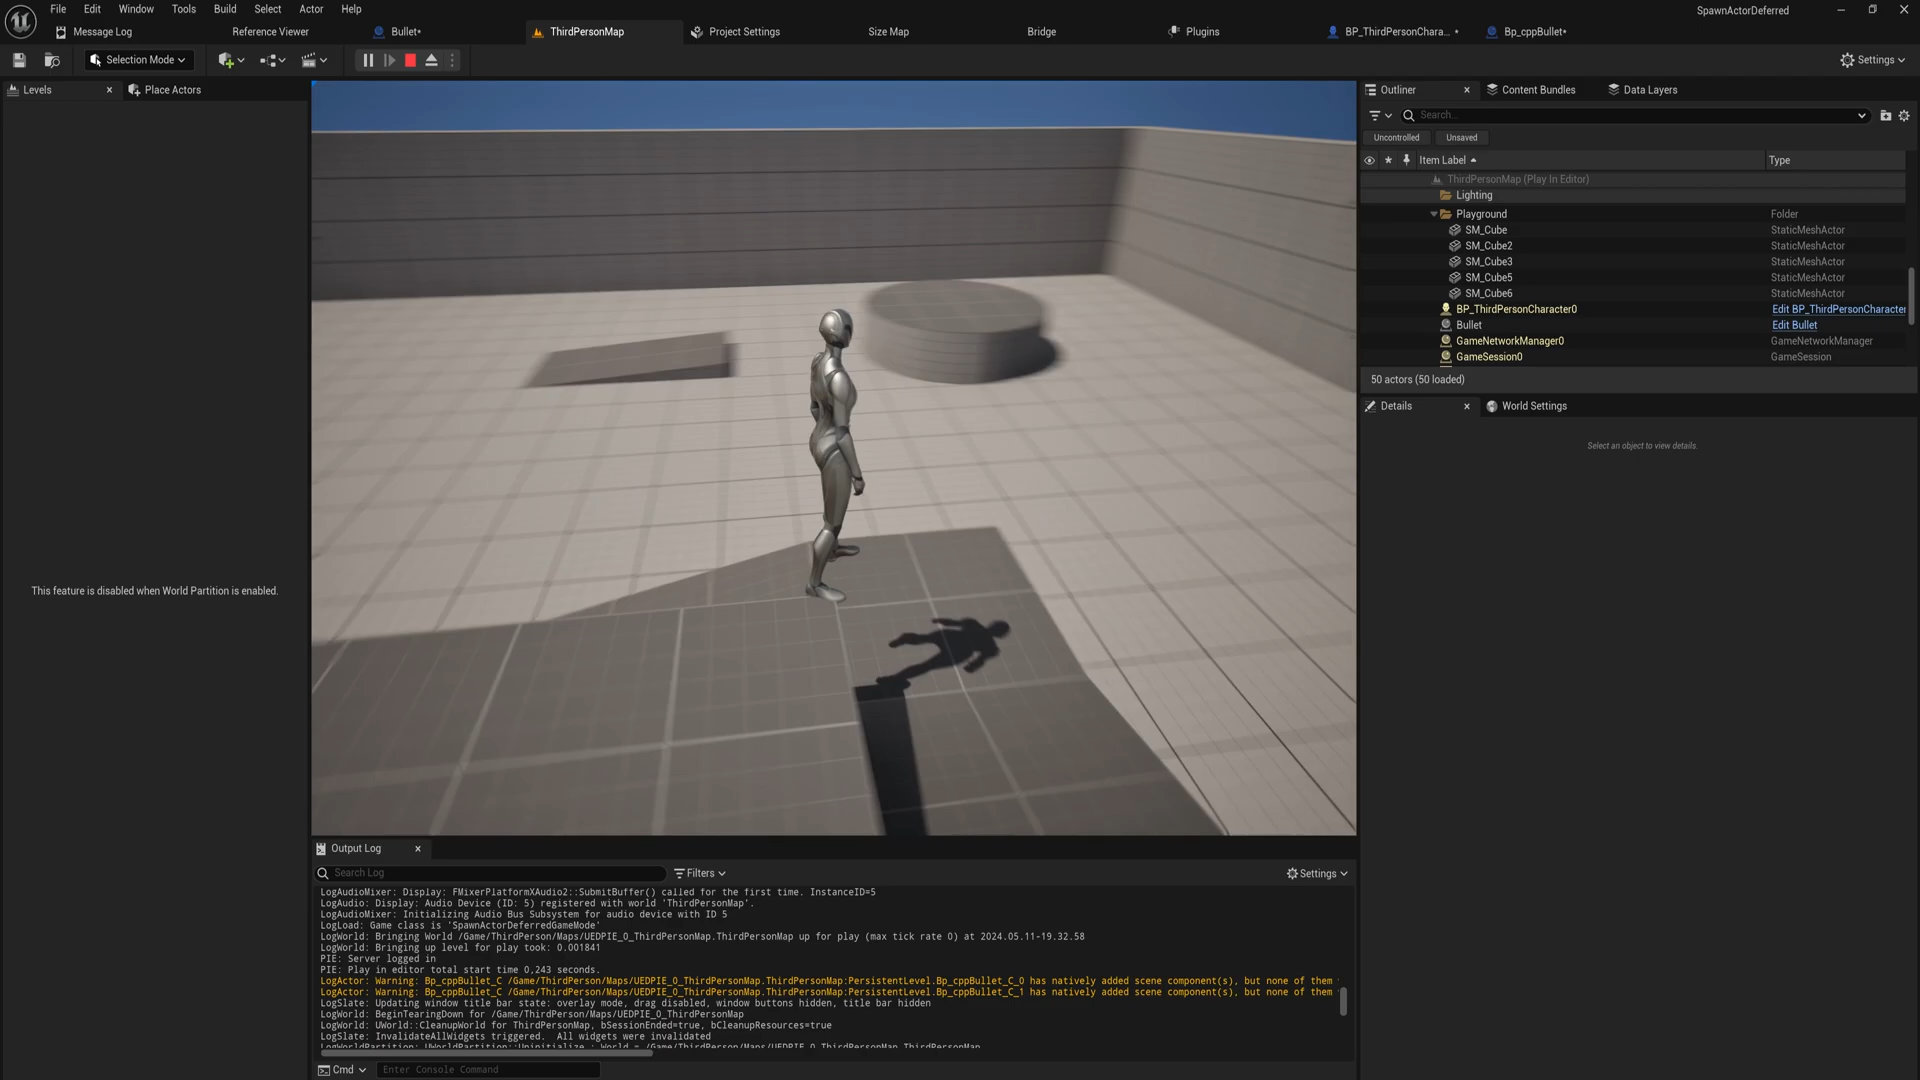 File Edit Window Tools Build Select Actor Help
SpawnActorDeferred
Message Log
Reference Viewer
Bullet*
ThirdPersonMap
Project Settings
Size Map
Bridge
Plugins
BP_ThirdPersonChara... *
Bp_cppBullet*
Selection Mode
Settings
Levels
Place Actors
This feature is disabled when World Partition is enabled.
Outliner
Content Bundles
Data Layers
Search...
Uncontrolled
Unsaved
Item Label
Type
ThirdPersonMap (Play In Editor)
Lighting
Playground Folder
SM_Cube StaticMeshActor
SM_Cube2 StaticMeshActor
SM_Cube3 StaticMeshActor
SM_Cube5 StaticMeshActor
SM_Cube6 StaticMeshActor
BP_ThirdPersonCharacter0 Edit BP_ThirdPersonCharacter
Bullet Edit Bullet
GameNetworkManager0 GameNetworkManager
GameSession0 GameSession
50 actors (50 loaded)
Details
World Settings
Select an object to view details.
Output Log
Search Log
Filters
Settings
LogAudioMixer: Display: FMixerPlatformXAudio2::SubmitBuffer() called for the first time. InstanceID=5
LogAudio: Display: Audio Device (ID: 5) registered with world 'ThirdPersonMap'.
LogAudioMixer: Initializing Audio Bus Subsystem for audio device with ID 5
LogLoad: Game class is 'SpawnActorDeferredGameMode'
LogWorld: Bringing World /Game/ThirdPerson/Maps/UEDPIE_0_ThirdPersonMap.ThirdPersonMap up for play (max tick rate 0) at 2024.05.11-19.32.58
LogWorld: Bringing up level for play took: 0.001841
PIE: Server logged in
PIE: Play in editor total start time 0,243 seconds.
LogActor: Warning: Bp_cppBullet_C /Game/ThirdPerson/Maps/UEDPIE_0_ThirdPersonMap.ThirdPersonMap:PersistentLevel.Bp_cppBullet_C_0 has natively added scene component(s), but none of them
LogActor: Warning: Bp_cppBullet_C /Game/ThirdPerson/Maps/UEDPIE_0_ThirdPersonMap.ThirdPersonMap:PersistentLevel.Bp_cppBullet_C_1 has natively added scene component(s), but none of them
LogSlate: Updating window title bar state: overlay mode, drag disabled, window buttons hidden, title bar hidden
LogWorld: BeginTearingDown for /Game/ThirdPerson/Maps/UEDPIE_0_ThirdPersonMap
LogWorld: UWorld::CleanupWorld for ThirdPersonMap, bSessionEnded=true, bCleanupResources=true
LogSlate: InvalidateAllWidgets triggered. All widgets were invalidated
LogWorldPartition: UWorldPartition::Uninitialize : World = /Game/ThirdPerson/Maps/UEDPIE_0_ThirdPersonMap.ThirdPersonMap
Cmd
Enter Console Command